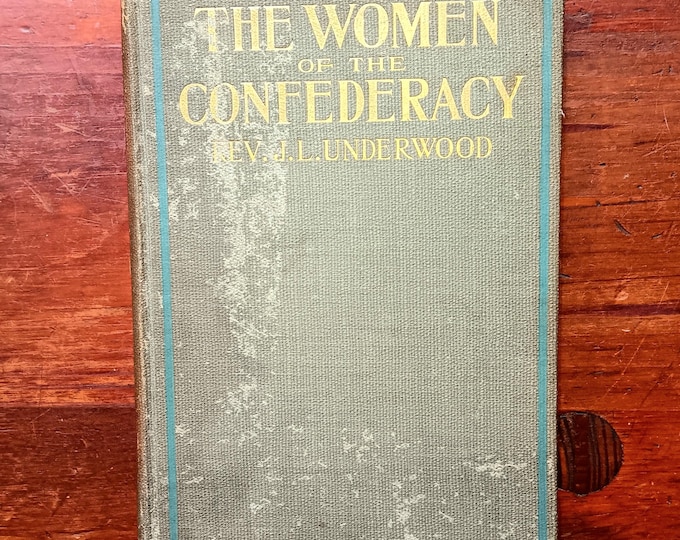 THE WOMEN
OF THE
CONFEDERACY
REV. J. L. UNDERWOOD